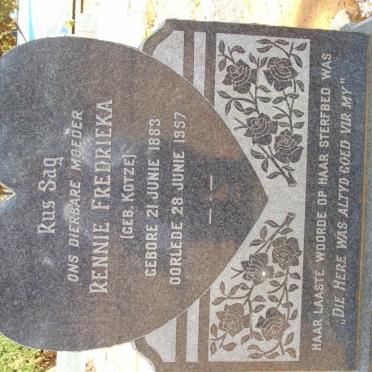 Rus Sag
ONS DIERBARE MOEDER
RENNIE FREDRIEKA
(GEB. KOTZE)
GEBORE 21 JUNIE 1883
OORLEDE 28 JUNIE 1957
HAAR LAASTE WOORDE OP HAAR STERFBED WAS
„DIE HERE WAS ALTYD GOED VIR MY"